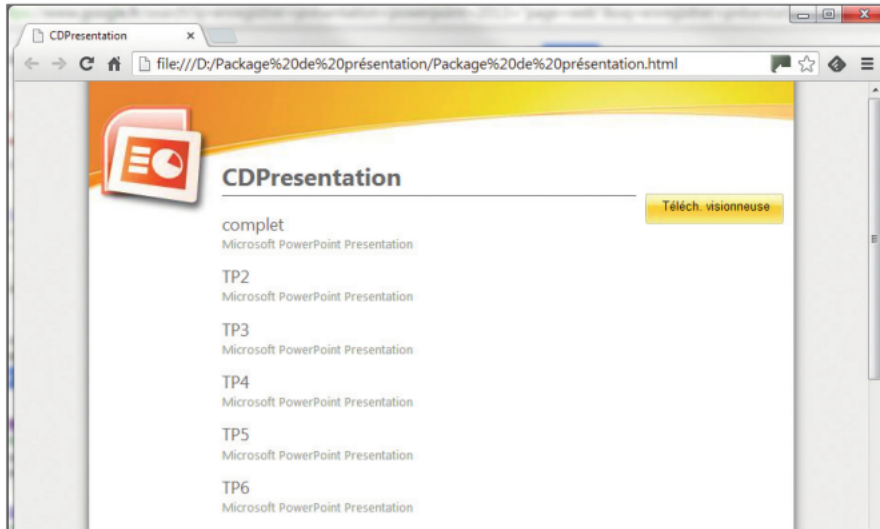 CDPresentation
file:///D:/Package%20de%20présentation/Package%20de%20présentation.html
CDPresentation
Téléch. visionneuse
complet
Microsoft PowerPoint Presentation
TP2
Microsoft PowerPoint Presentation
TP3
Microsoft PowerPoint Presentation
TP4
Microsoft PowerPoint Presentation
TP5
Microsoft PowerPoint Presentation
TP6
Microsoft PowerPoint Presentation